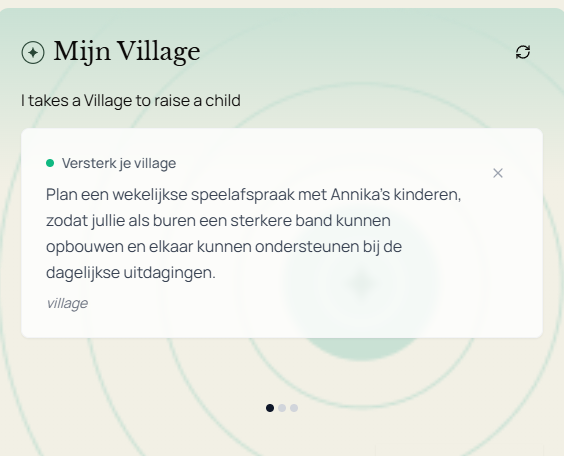 Mijn Village
I takes a Village to raise a child
Versterk je village
Plan een wekelijkse speelafspraak met Annika's kinderen,
zodat jullie als buren een sterkere band kunnen
opbouwen en elkaar kunnen ondersteunen bij de
dagelijkse uitdagingen.
village